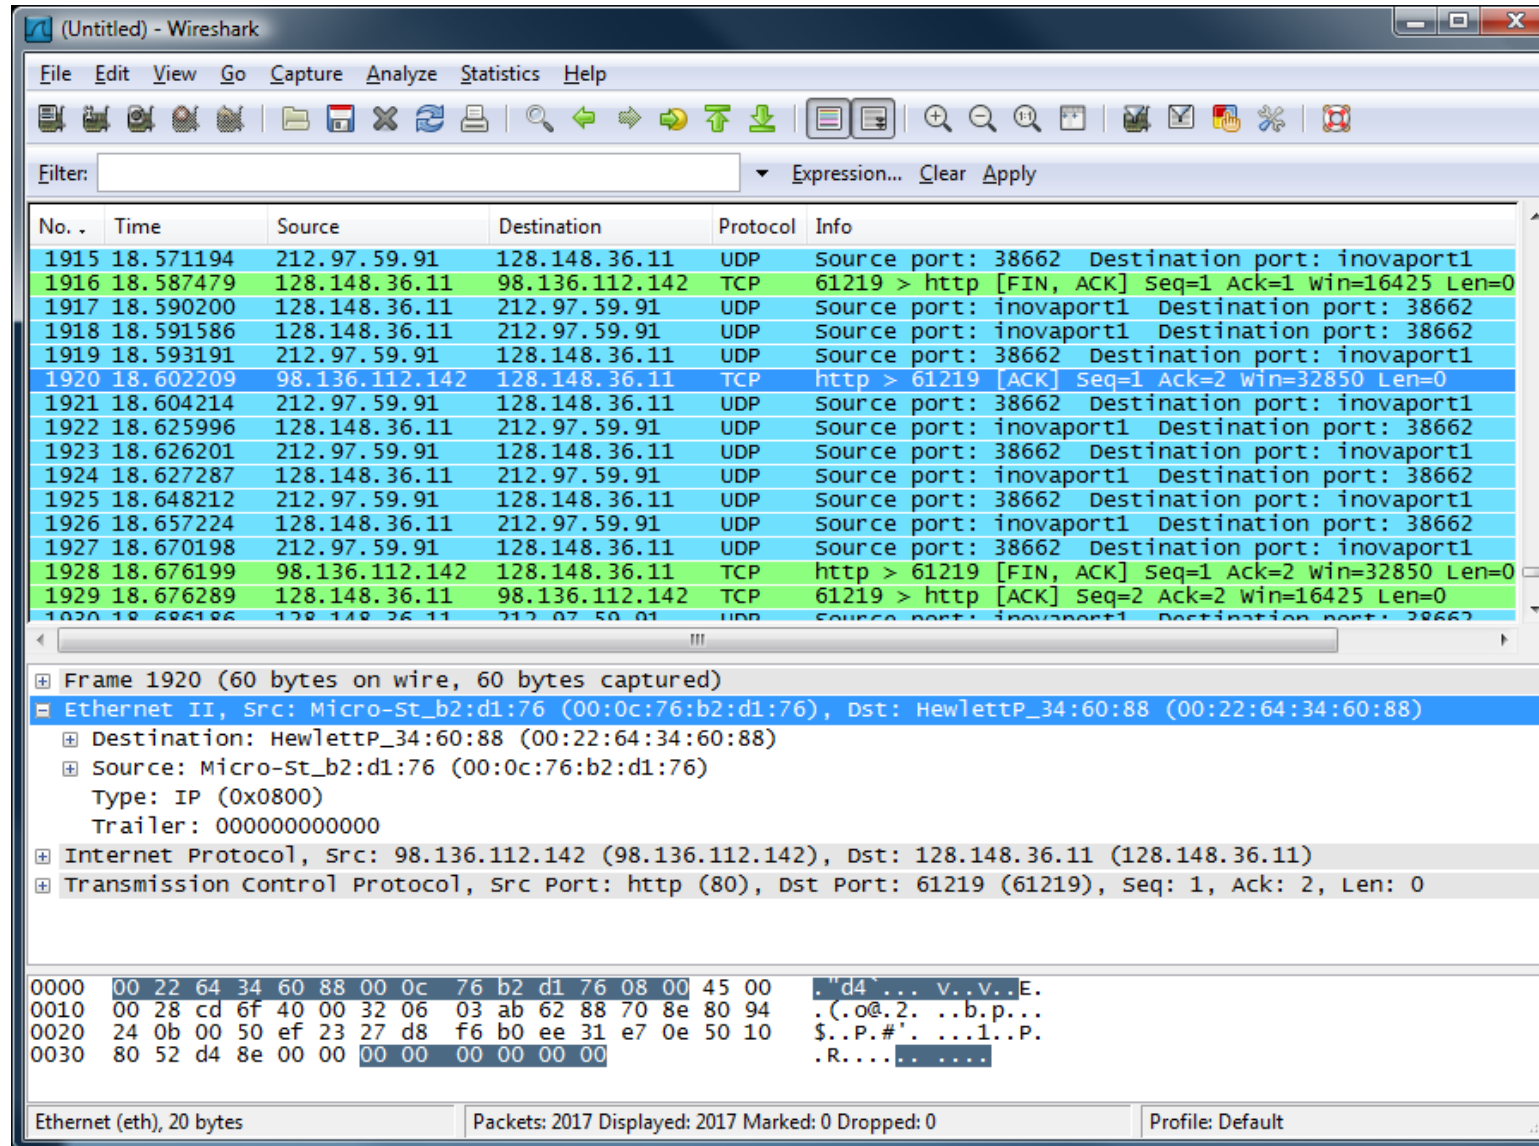 (Untitled) - Wireshark
File Edit View Go Capture Analyze Statistics Help
Filter: Expression... Clear Apply
No. Time Source Destination Protocol Info
1915 18.571194 212.97.59.91 128.148.36.11 UDP Source port: 38662 Destination port: inovaport1
1916 18.587479 128.148.36.11 98.136.112.142 TCP 61219 > http [FIN, ACK] Seq=1 Ack=1 Win=16425 Len=0
1917 18.590200 128.148.36.11 212.97.59.91 UDP Source port: inovaport1 Destination port: 38662
1918 18.591586 128.148.36.11 212.97.59.91 UDP Source port: inovaport1 Destination port: 38662
1919 18.593191 212.97.59.91 128.148.36.11 UDP Source port: 38662 Destination port: inovaport1
1920 18.602209 98.136.112.142 128.148.36.11 TCP http > 61219 [ACK] Seq=1 Ack=2 Win=32850 Len=0
1921 18.604214 212.97.59.91 128.148.36.11 UDP Source port: 38662 Destination port: inovaport1
1922 18.625996 128.148.36.11 212.97.59.91 UDP Source port: inovaport1 Destination port: 38662
1923 18.626201 212.97.59.91 128.148.36.11 UDP Source port: 38662 Destination port: inovaport1
1924 18.627287 128.148.36.11 212.97.59.91 UDP Source port: inovaport1 Destination port: 38662
1925 18.648212 212.97.59.91 128.148.36.11 UDP Source port: 38662 Destination port: inovaport1
1926 18.657224 128.148.36.11 212.97.59.91 UDP Source port: inovaport1 Destination port: 38662
1927 18.670198 212.97.59.91 128.148.36.11 UDP Source port: 38662 Destination port: inovaport1
1928 18.676199 98.136.112.142 128.148.36.11 TCP http > 61219 [FIN, ACK] Seq=1 Ack=2 Win=32850 Len=0
1929 18.676289 128.148.36.11 98.136.112.142 TCP 61219 > http [ACK] Seq=2 Ack=2 Win=16425 Len=0
1930 18.686186 128.148.36.11 212.97.59.91 UDP Source port: inovaport1 Destination port: 38662
Frame 1920 (60 bytes on wire, 60 bytes captured)
Ethernet II, Src: Micro-St_b2:d1:76 (00:0c:76:b2:d1:76), Dst: HewlettP_34:60:88 (00:22:64:34:60:88)
Destination: HewlettP_34:60:88 (00:22:64:34:60:88)
Source: Micro-St_b2:d1:76 (00:0c:76:b2:d1:76)
Type: IP (0x0800)
Trailer: 000000000000
Internet Protocol, Src: 98.136.112.142 (98.136.112.142), Dst: 128.148.36.11 (128.148.36.11)
Transmission Control Protocol, Src Port: http (80), Dst Port: 61219 (61219), Seq: 1, Ack: 2, Len: 0
0000 00 22 64 34 60 88 00 0c 76 b2 d1 76 08 00 45 00 ."d4`... v..v..E.
0010 00 28 cd 6f 40 00 32 06 03 ab 62 88 70 8e 80 94 .(.o@.2. ..b.p...
0020 24 0b 00 50 ef 23 27 d8 f6 b0 ee 31 e7 0e 50 10 $..P.#'. ...1..P.
0030 80 52 d4 8e 00 00 00 00 00 00 00 00 .R...... ....
Ethernet (eth), 20 bytes Packets: 2017 Displayed: 2017 Marked: 0 Dropped: 0 Profile: Default